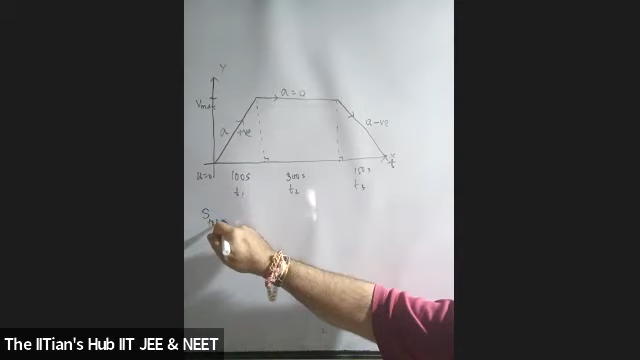 Y
Vmax
a = 0
a +ve
a -ve
x
t
u=0
100s
300s
150s
t₁
t₂
t₃
S
The IITian's Hub IIT JEE & NEET